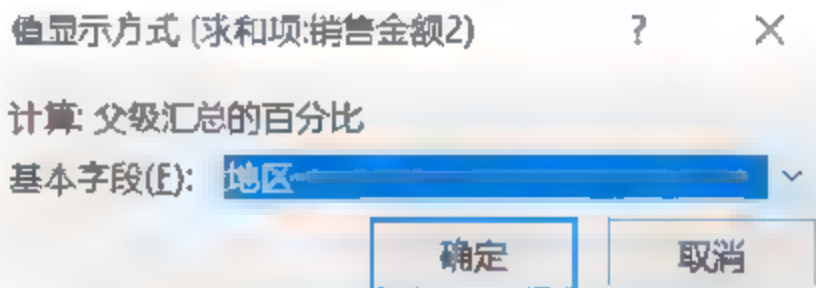 值显示方式 (求和项:销售金额2)
计算: 父级汇总的百分比
基本字段(F): 地区
确定 取消